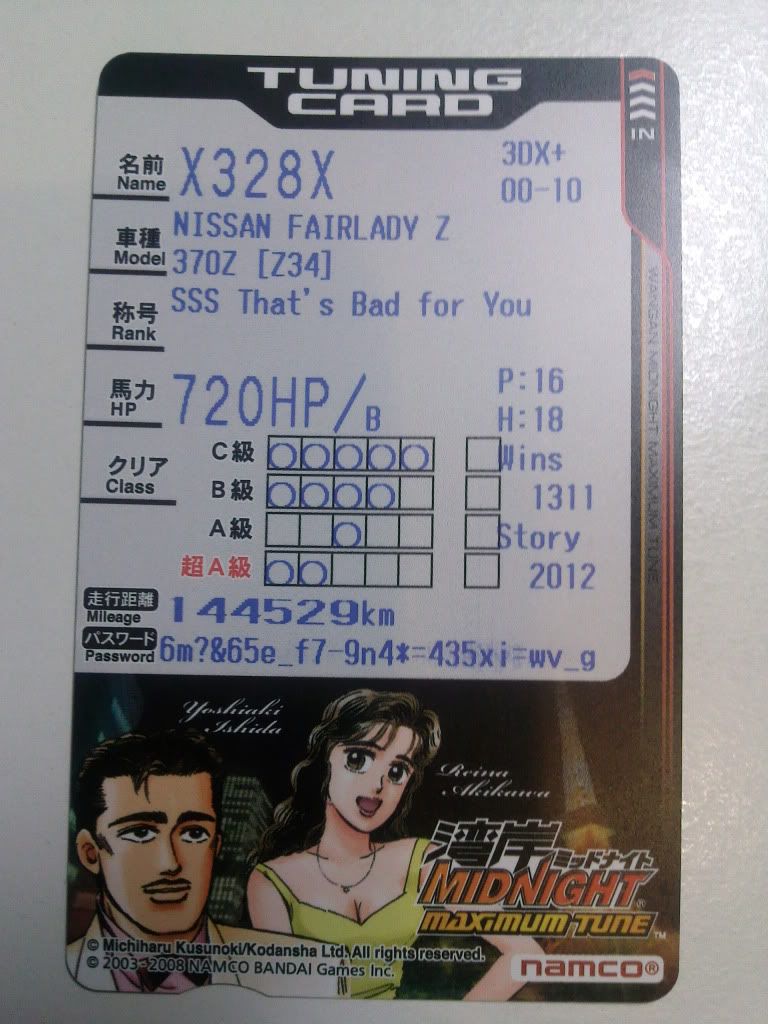 TUNING
CARD
IN
名前
Name
X328X
3DX+
00-10
車種
Model
NISSAN FAIRLADY Z
370Z [Z34]
称号
Rank
SSS That's Bad for You
馬力
HP
720HP/B
P:16
H:18
クリア
Class
C級
Wins
B級
1311
A級
Story
超A級
2012
走行距離
Mileage
144529km
パスワード
Password
6m?&65e_f7-9n4*=435xi=wv_g
WANGAN MIDNIGHT MAXIMUM TUNE
Yoshiaki
Ishida
Reina
Akikawa
湾岸
ミッドナイト
MIDNIGHT
MAXIMUM TUNE™
© Michiharu Kusunoki/Kodansha Ltd. All rights reserved.
© 2003-2008 NAMCO BANDAI Games Inc.
namco®